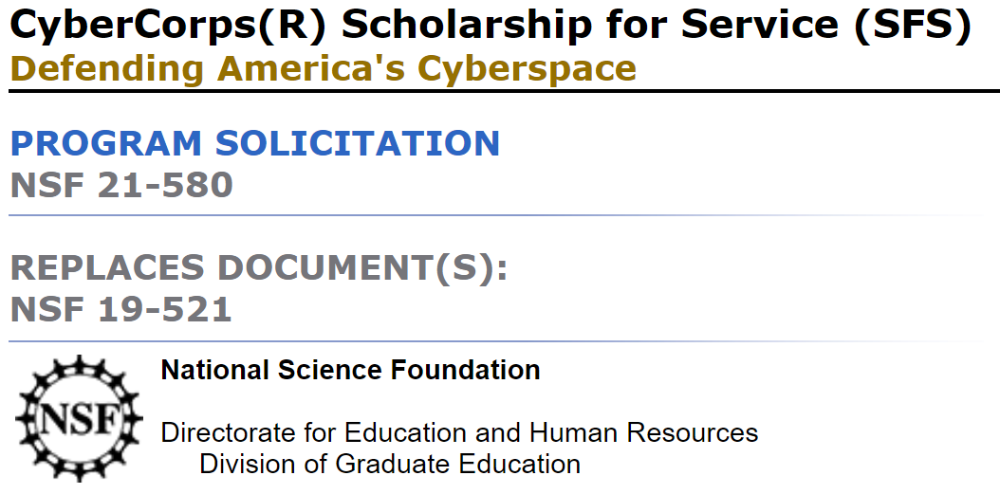 CyberCorps(R) Scholarship for Service (SFS)
Defending America's Cyberspace
PROGRAM SOLICITATION
NSF 21-580
REPLACES DOCUMENT(S):
NSF 19-521
NSF
National Science Foundation
Directorate for Education and Human Resources
Division of Graduate Education